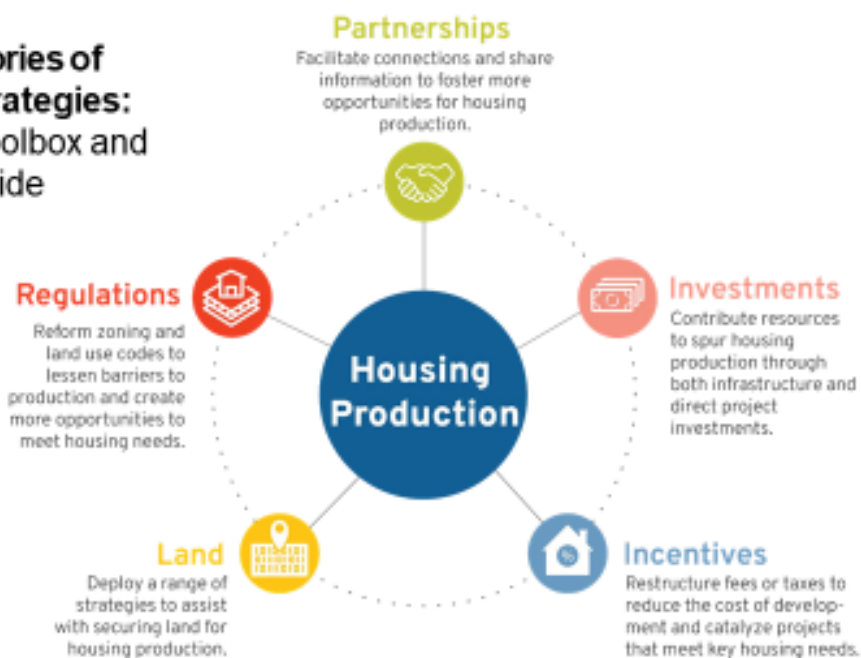 ories of
rategies:
olbox and
ide
Partnerships
Facilitate connections and share
information to foster more
opportunities for housing
production.
Regulations
Reform zoning and
land use codes to
lessen barriers to
production and create
more opportunities to
meet housing needs.
Investments
Contribute resources
to spur housing
production through
both infrastructure and
direct project
investments.
Housing
Production
Land
Deploy a range of
strategies to assist
with securing land for
housing production.
Incentives
Restructure fees or taxes to
reduce the cost of develop-
ment and catalyze projects
that meet key housing needs.
%